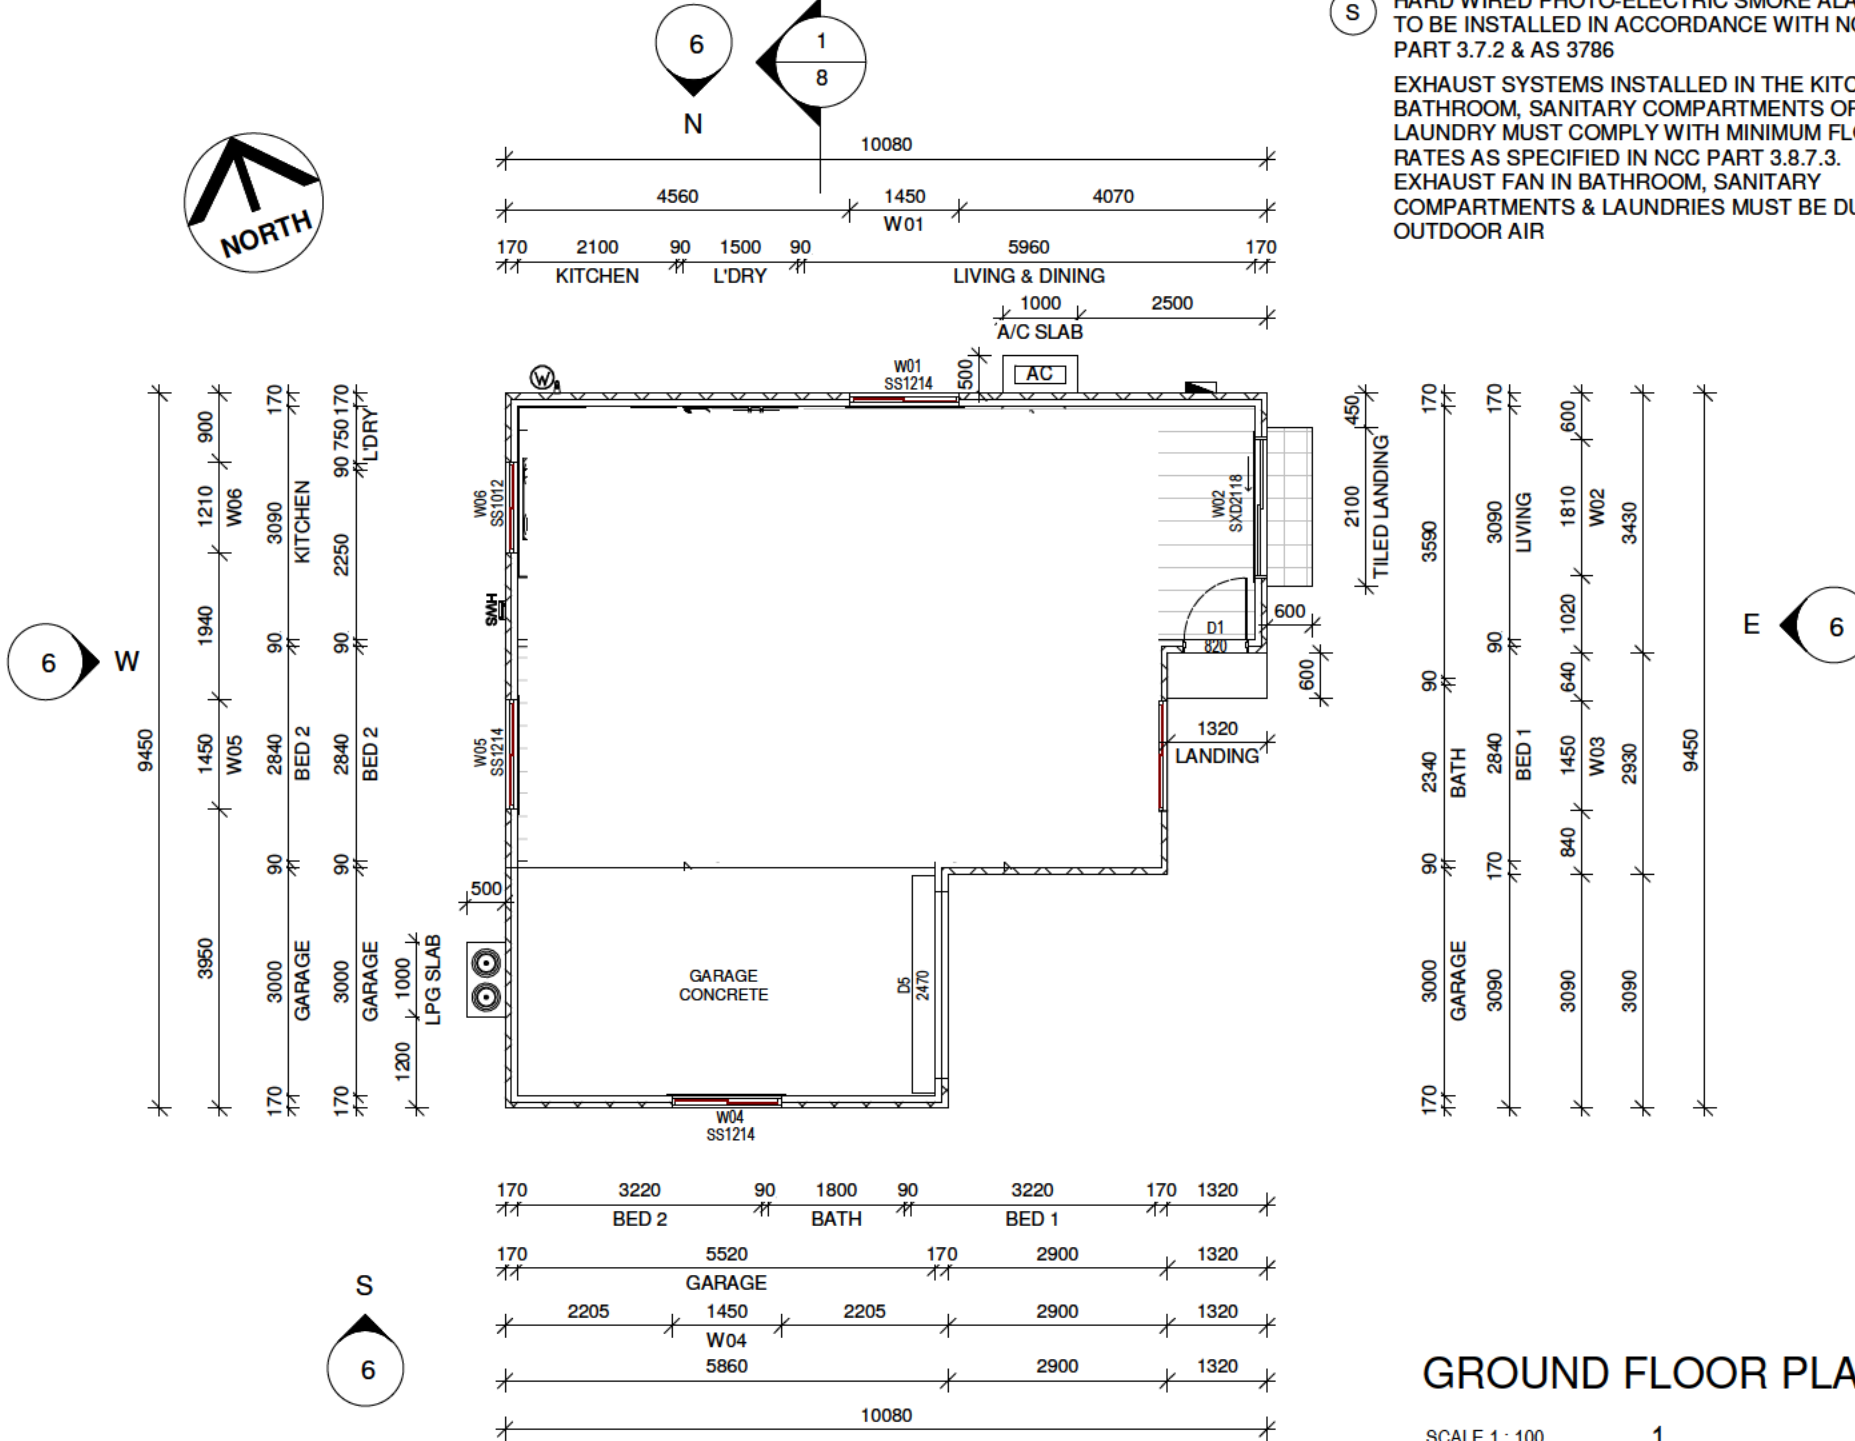 S
HARD WIRED PHOTO-ELECTRIC SMOKE
TO BE INSTALLED IN ACCORDANCE WITH
PART 3.7.2 & AS 3786
EXHAUST SYSTEMS INSTALLED IN THE
BATHROOM, SANITARY COMPARTMENTS
LAUNDRY MUST COMPLY WITH MINIMUM
RATES AS SPECIFIED IN NCC PART 3.8.7.3.
EXHAUST FAN IN BATHROOM, SANITARY
COMPARTMENTS & LAUNDRIES MUST BE
OUTDOOR AIR
6
N
1
8
NORTH
10080
4560 1450 4070
W01
170 2100 90 1500 90 5960 170
KITCHEN L'DRY LIVING & DINING
1000 2500
A/C SLAB
500
W
W01
SS1214
AC
W06
SS1012
W02
SXD2118
HWS
D1
820
600
600
W05
SS1214
1320
LANDING
500
GARAGE
CONCRETE
D5
2470
W04
SS1214
6
W
9450
900 1210 1940 1450 3950
W06 W05
170 3090 90 2840 90 3000 170
KITCHEN BED 2 GARAGE
170 750 90 2250 90 2840 90 3000 170
L'DRY BED 2 GARAGE
1000 1200
LPG SLAB
450 2100
TILED LANDING
170 3590 90 2340 90 3000 170
BATH GARAGE
170 3090 90 2840 170 3090
LIVING BED 1
600 1810 1020 640 1450 840 3090
W02 W03
3430 2930 3090
9450
E
6
170 3220 90 1800 90 3220 170 1320
BED 2 BATH BED 1
170 5520 170 2900 1320
GARAGE
2205 1450 2205 2900 1320
W04
5860 2900 1320
10080
S
6
GROUND FLOOR
SCALE 1 : 100
1